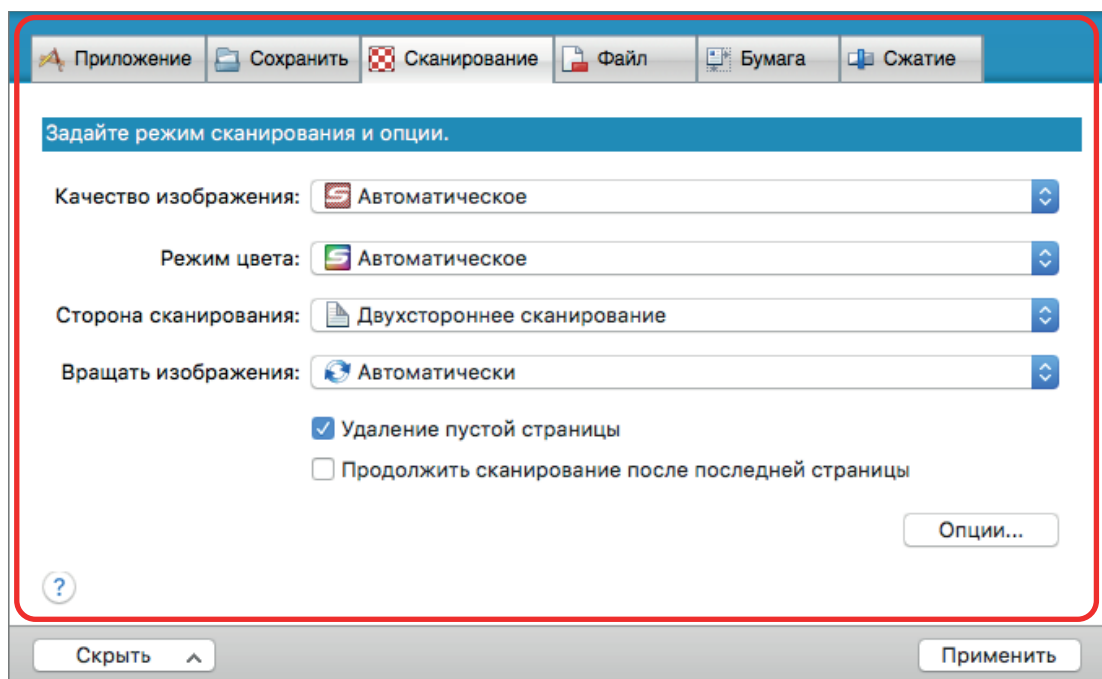 Приложение Сохранить Сканирование Файл Бумага Сжатие
Задайте режим сканирования и опции.
Качество изображения: Автоматическое
Режим цвета: Автоматическое
Сторона сканирования: Двухстороннее сканирование
Вращать изображения: Автоматически
Удаление пустой страницы
Продолжить сканирование после последней страницы
Опции...
?
Скрыть Применить